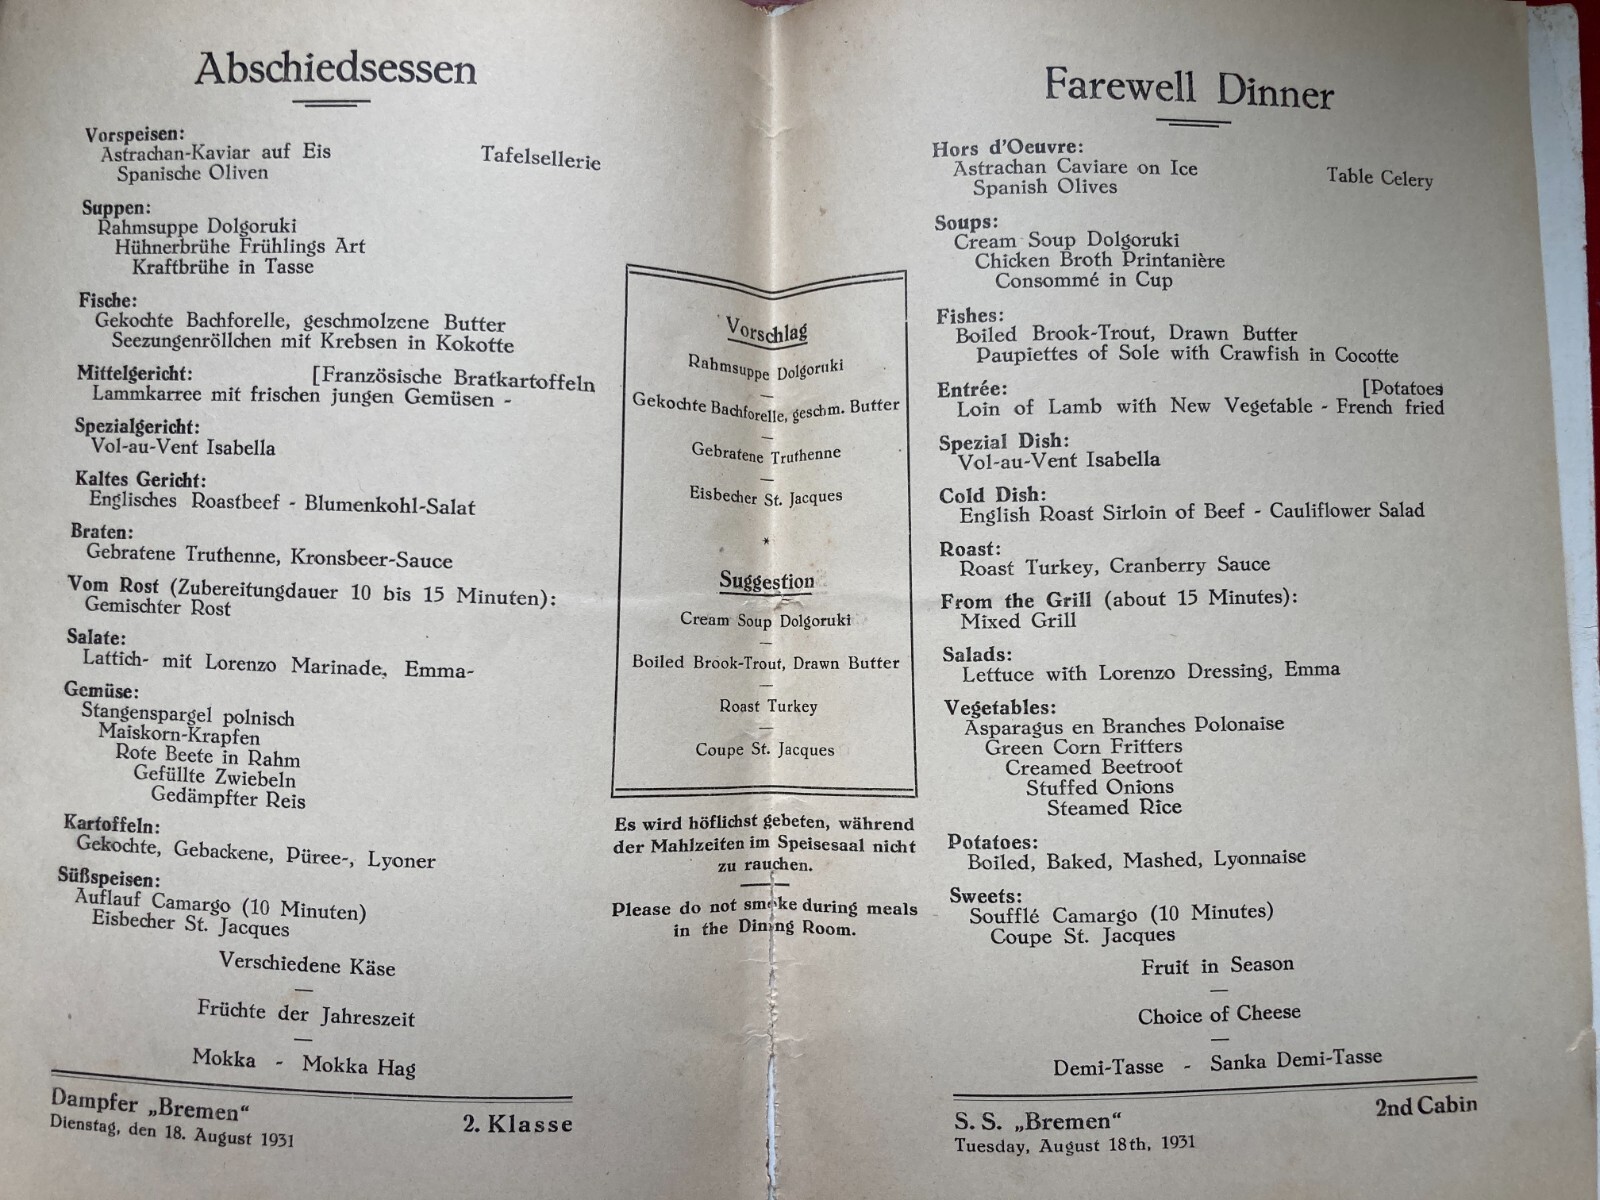 Abschiedsessen
Vorspeisen:
Astrachan-Kaviar auf Eis Tafelsellerie
Spanische Oliven
Suppen:
Rahmsuppe Dolgoruki
Hühnerbrühe Frühlings Art
Kraftbrühe in Tasse
Fische:
Gekochte Bachforelle, geschmolzene Butter
Seezungenröllchen mit Krebsen in Kokotte
Mittelgericht: [Französische Bratkartoffeln
Lammkarree mit frischen jungen Gemüsen -
Spezialgericht:
Vol-au-Vent Isabella
Kaltes Gericht:
Englisches Roastbeef - Blumenkohl-Salat
Braten:
Gebratene Truthenne, Kronsbeer-Sauce
Vom Rost (Zubereitungdauer 10 bis 15 Minuten):
Gemischter Rost
Salate:
Lattich- mit Lorenzo Marinade, Emma-
Gemüse:
Stangenspargel polnisch
Maiskorn-Krapfen
Rote Beete in Rahm
Gefüllte Zwiebeln
Gedämpfter Reis
Kartoffeln:
Gekochte, Gebackene, Püree-, Lyoner
Süßspeisen:
Auflauf Camargo (10 Minuten)
Eisbecher St. Jacques
Verschiedene Käse
—
Früchte der Jahreszeit
—
Mokka - Mokka Hag
Dampfer „Bremen“
Dienstag, den 18. August 1931
2. Klasse
Vorschlag
Rahmsuppe Dolgoruki
—
Gekochte Bachforelle, geschm. Butter
—
Gebratene Truthenne
—
Eisbecher St. Jacques
*
Suggestion
Cream Soup Dolgoruki
—
Boiled Brook-Trout, Drawn Butter
—
Roast Turkey
—
Coupe St. Jacques
Es wird höflichst gebeten, während
der Mahlzeiten im Speisesaal nicht
zu rauchen.
Please do not smoke during meals
in the Dining Room.
Farewell Dinner
Hors d'Oeuvre:
Astrachan Caviare on Ice Table Celery
Spanish Olives
Soups:
Cream Soup Dolgoruki
Chicken Broth Printanière
Consommé in Cup
Fishes:
Boiled Brook-Trout, Drawn Butter
Paupiettes of Sole with Crawfish in Cocotte
Entrée: [Potatoes
Loin of Lamb with New Vegetable - French fried
Spezial Dish:
Vol-au-Vent Isabella
Cold Dish:
English Roast Sirloin of Beef - Cauliflower Salad
Roast:
Roast Turkey, Cranberry Sauce
From the Grill (about 15 Minutes):
Mixed Grill
Salads:
Lettuce with Lorenzo Dressing, Emma
Vegetables:
Asparagus en Branches Polonaise
Green Corn Fritters
Creamed Beetroot
Stuffed Onions
Steamed Rice
Potatoes:
Boiled, Baked, Mashed, Lyonnaise
Sweets:
Soufflé Camargo (10 Minutes)
Coupe St. Jacques
Fruit in Season
—
Choice of Cheese
—
Demi-Tasse - Sanka Demi-Tasse
S. S. „Bremen“
Tuesday, August 18th, 1931
2nd Cabin